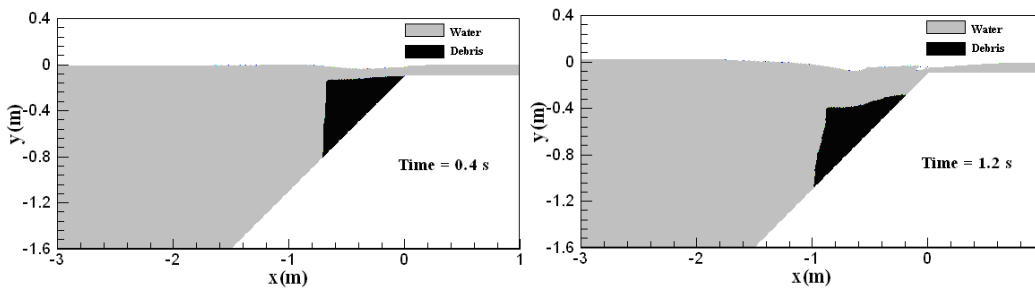 0.4
Water
Debris
0
-0.4
y(m)
-0.8
Time = 0.4 s
-1.2
-1.6
-3
-2
-1
0
1
x(m)
0.4
Water
Debris
0
-0.4
y(m)
-0.8
Time = 1.2 s
-1.2
-1.6
-3
-2
-1
0
x(m)